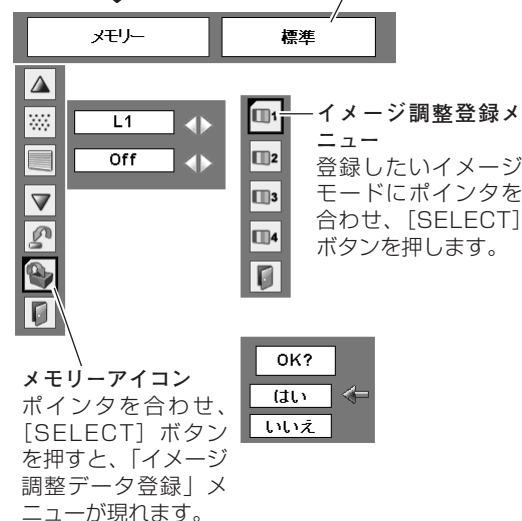 メモリー
標準
L1
Off
1
2
3
4
イメージ調整登録メ
ニュー
登録したいイメージ
モードにポインタを
合わせ、［SELECT］
ボタンを押します。
メモリーアイコン
ポインタを合わせ、
［SELECT］ボタン
を押すと、「イメージ
調整データ登録」メ
ニューが現れます。
OK?
はい
いいえ